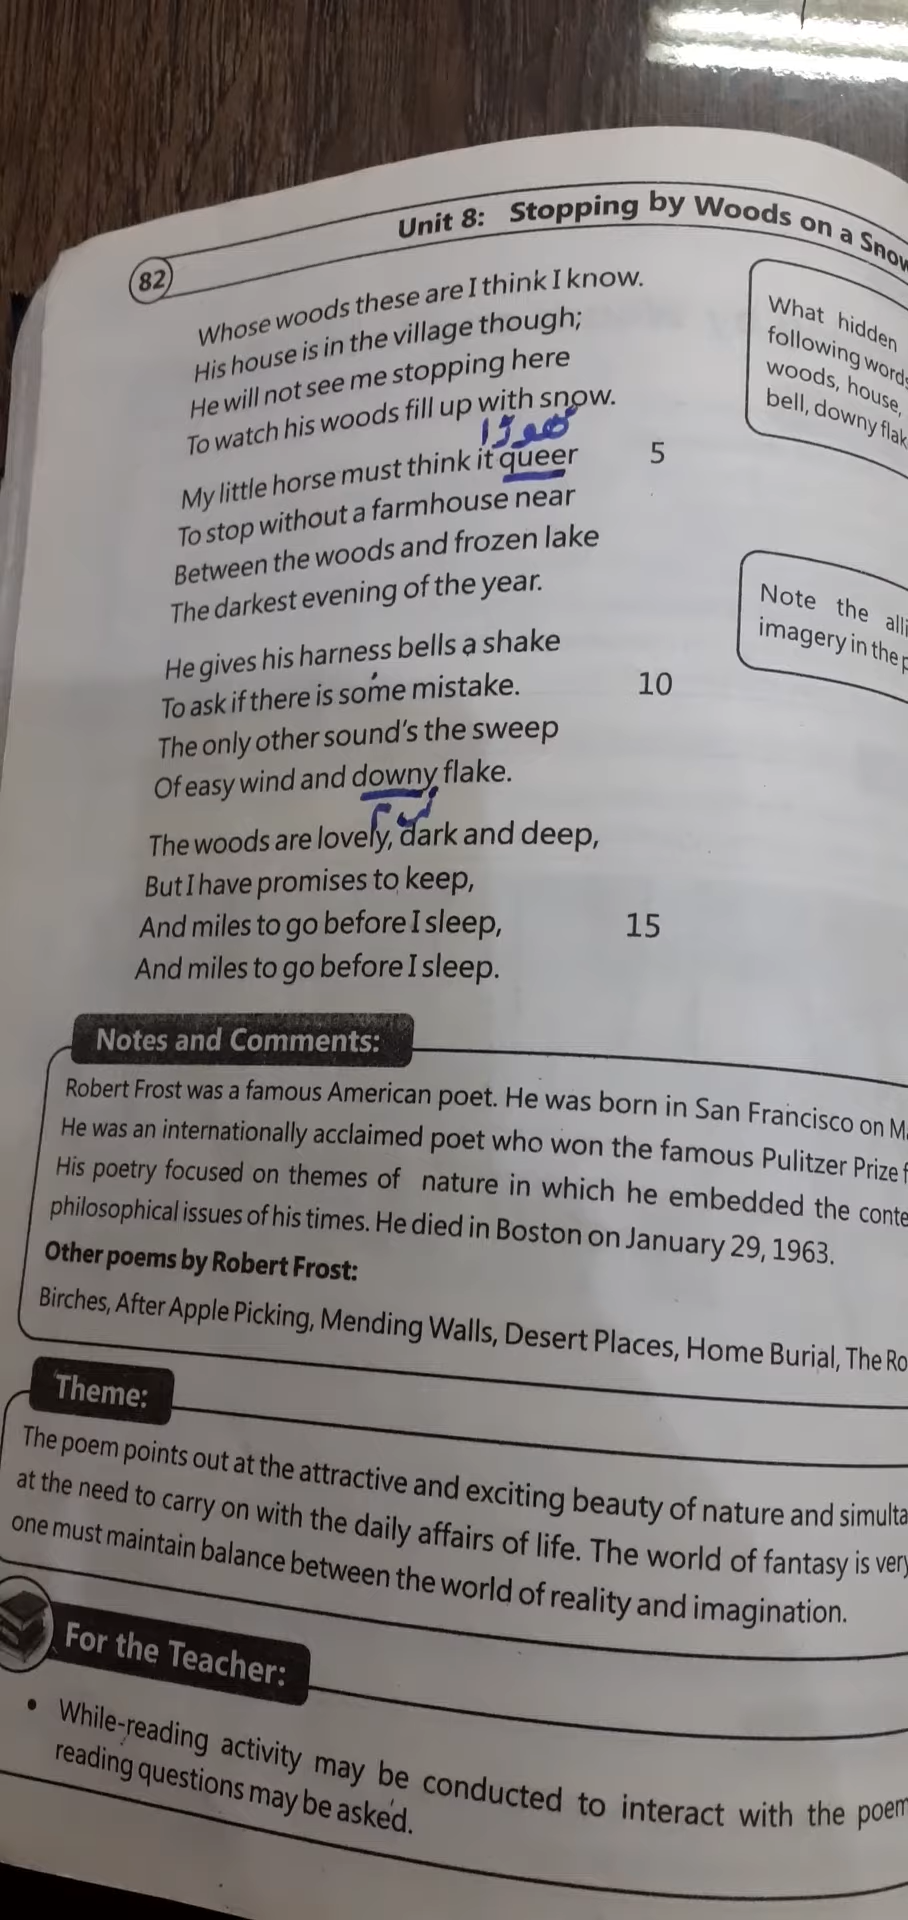 82
Unit 8: Stopping by Woods on a
Whose woods these are I think I know.
His house is in the village though;
He will not see me stopping here
To watch his woods fill up with snow.
گھوڑا
My little horse must think it queer 5
To stop without a farmhouse near
Between the woods and frozen lake
The darkest evening of the year.
He gives his harness bells a shake
To ask if there is some mistake. 10
The only other sound's the sweep
Of easy wind and downy flake.
نرم
The woods are lovely, dark and deep,
But I have promises to keep,
And miles to go before I sleep, 15
And miles to go before I sleep.
What hidden
following
woods, house,
bell, downy
Note the
imagery in the
Notes and Comments:
Robert Frost was a famous American poet. He was born in San Francisco on
He was an internationally acclaimed poet who won the famous Pulitzer Prize
His poetry focused on themes of nature in which he embedded the
philosophical issues of his times. He died in Boston on January 29, 1963.
Other poems by Robert Frost:
Birches, After Apple Picking, Mending Walls, Desert Places, Home Burial, The
Theme:
The poem points out at the attractive and exciting beauty of nature and
at the need to carry on with the daily affairs of life. The world of fantasy is
one must maintain balance between the world of reality and imagination.
For the Teacher:
• While-reading activity may be conducted to interact with the poem
reading questions may be asked.